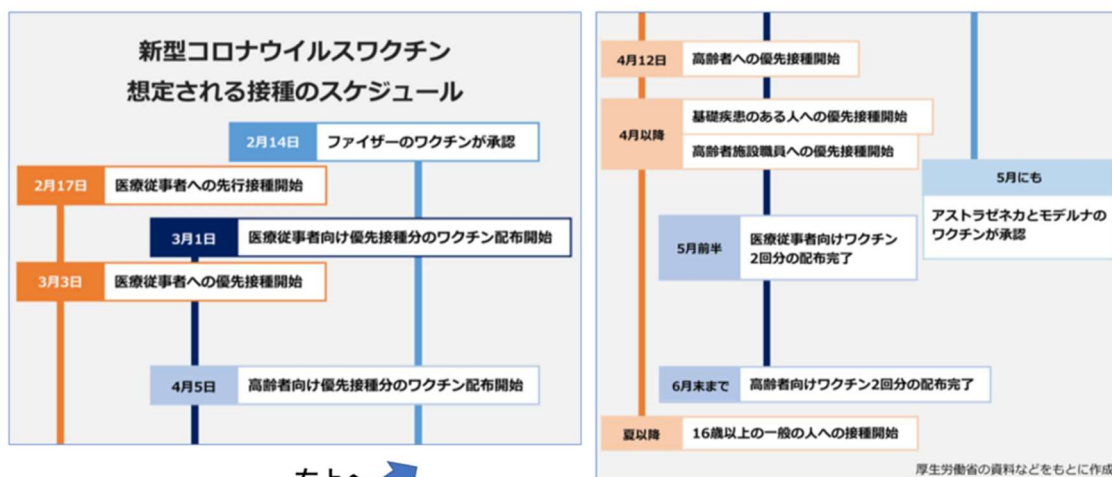 新型コロナウイルスワクチン
想定される接種のスケジュール
2月14日 ファイザーのワクチンが承認
2月17日 医療従事者への先行接種開始
3月1日 医療従事者向け優先接種分のワクチン配布開始
3月3日 医療従事者への優先接種開始
4月5日 高齢者向け優先接種分のワクチン配布開始
4月12日 高齢者への優先接種開始
4月以降 基礎疾患のある人への優先接種開始
高齢者施設職員への優先接種開始
5月にも
アストラゼネカとモデルナの
ワクチンが承認
5月前半 医療従事者向けワクチン
2回分の配布完了
6月末まで 高齢者向けワクチン2回分の配布完了
夏以降 16歳以上の一般の人への接種開始
厚生労働省の資料などをもとに作成